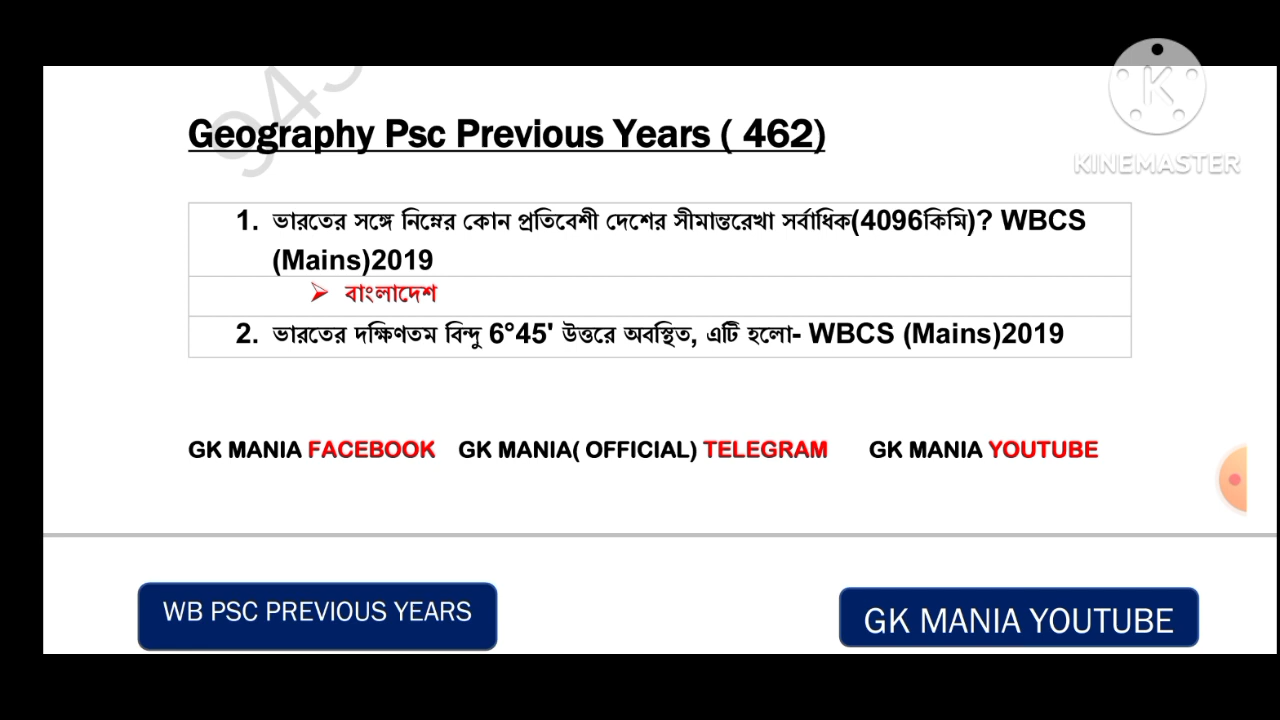 943
KINEMASTER
Geography Psc Previous Years ( 462)
1. ভারতের সঙ্গে নিম্নের কোন প্রতিবেশী দেশের সীমান্তরেখা সর্বাধিক(4096কিমি)? WBCS
(Mains)2019
➢ বাংলাদেশ
2. ভারতের দক্ষিণতম বিন্দু 6°45' উত্তরে অবস্থিত, এটি হলো- WBCS (Mains)2019
GK MANIA FACEBOOK GK MANIA( OFFICIAL) TELEGRAM GK MANIA YOUTUBE
WB PSC PREVIOUS YEARS
GK MANIA YOUTUBE